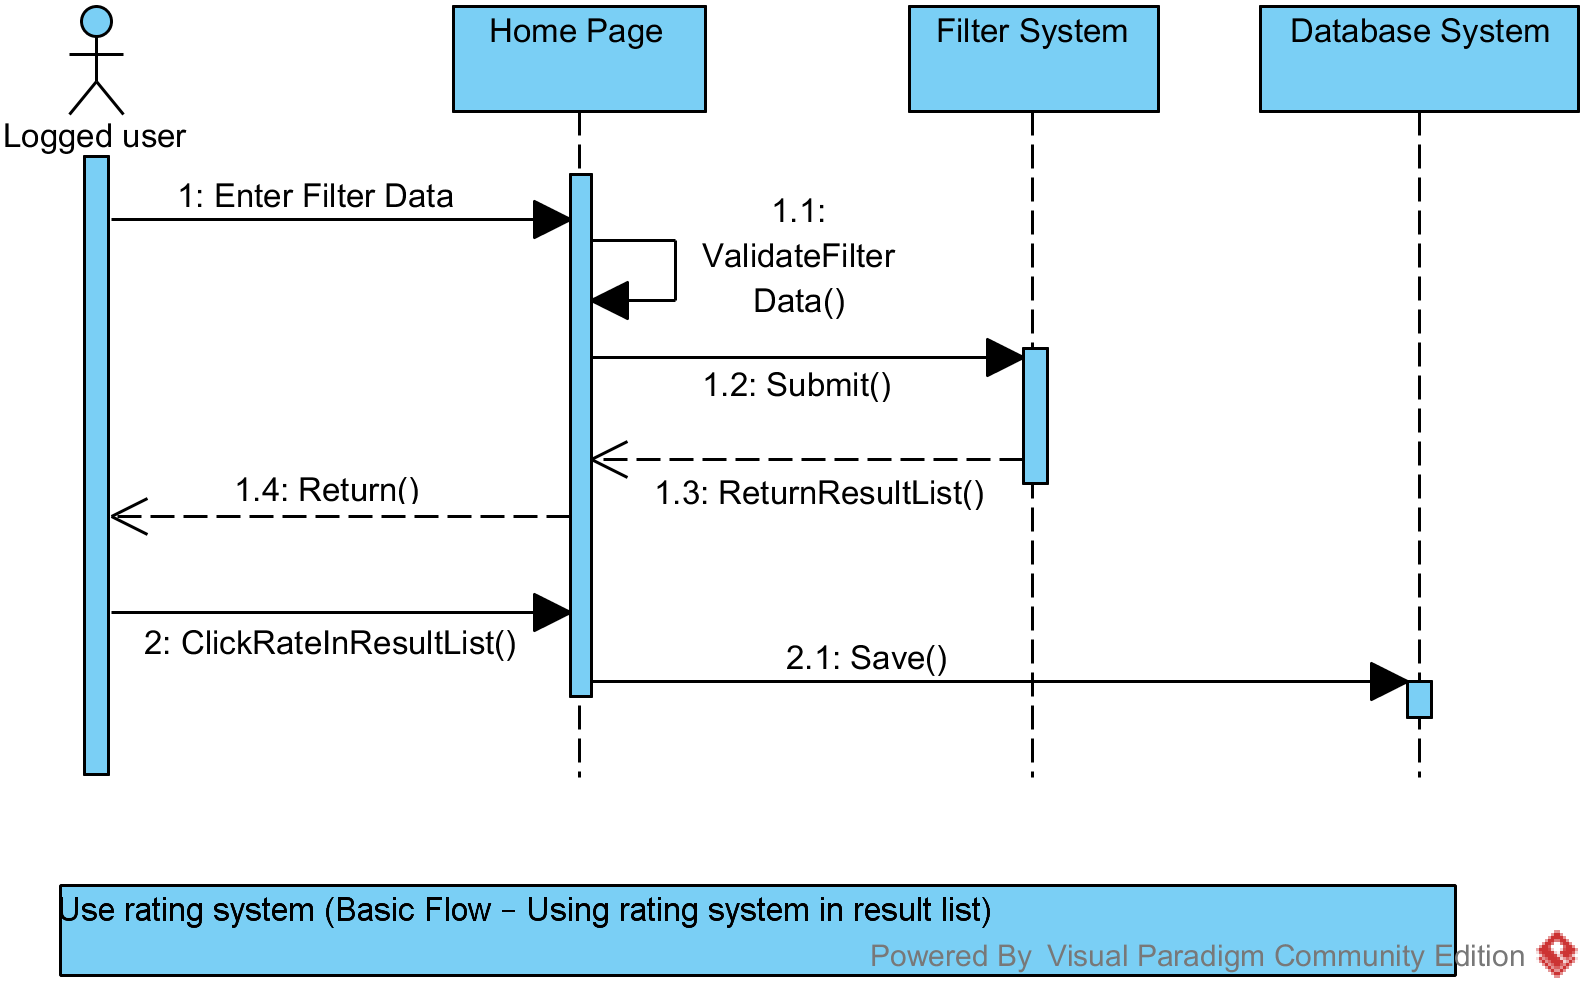 Home Page
Filter System
Database System
Logged user
1: Enter Filter Data
1.1:
ValidateFilter
Data()
1.2: Submit()
1.3: ReturnResultList()
1.4: Return()
2: ClickRateInResultList()
2.1: Save()
Use rating system (Basic Flow – Using rating system in result list)
Powered By Visual Paradigm Community Edition